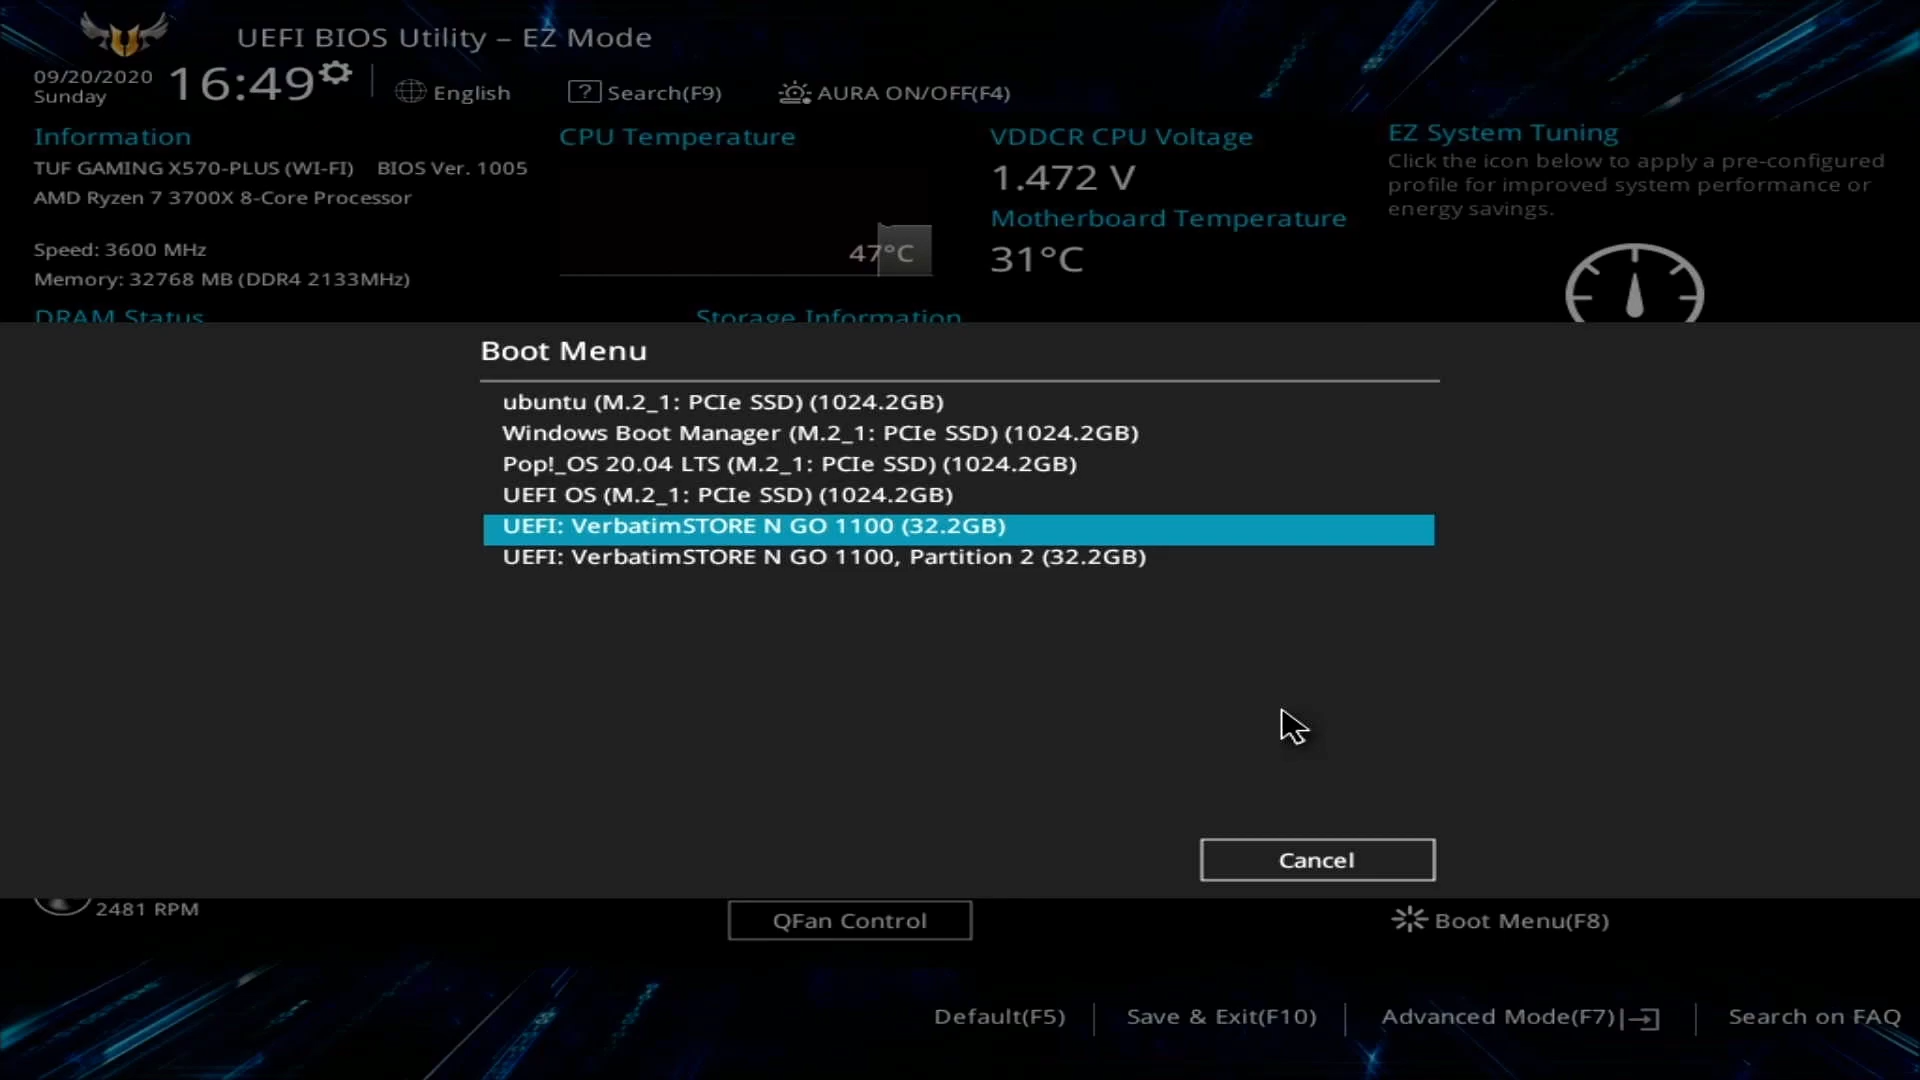 UEFI BIOS Utility – EZ Mode
09/20/2020
Sunday
16:49
English
Search(F9)
AURA ON/OFF(F4)
Information
TUF GAMING X570-PLUS (WI-FI) BIOS Ver. 1005
AMD Ryzen 7 3700X 8-Core Processor
Speed: 3600 MHz
Memory: 32768 MB (DDR4 2133MHz)
CPU Temperature
47°C
VDDCR CPU Voltage
1.472 V
Motherboard Temperature
31°C
EZ System Tuning
Click the icon below to apply a pre-configured
profile for improved system performance or
energy savings.
DRAM Status
Storage Information
Boot Menu
ubuntu (M.2_1: PCIe SSD) (1024.2GB)
Windows Boot Manager (M.2_1: PCIe SSD) (1024.2GB)
Pop!_OS 20.04 LTS (M.2_1: PCIe SSD) (1024.2GB)
UEFI OS (M.2_1: PCIe SSD) (1024.2GB)
UEFI: VerbatimSTORE N GO 1100 (32.2GB)
UEFI: VerbatimSTORE N GO 1100, Partition 2 (32.2GB)
Cancel
2481 RPM
QFan Control
Boot Menu(F8)
Default(F5)
Save & Exit(F10)
Advanced Mode(F7)
Search on FAQ